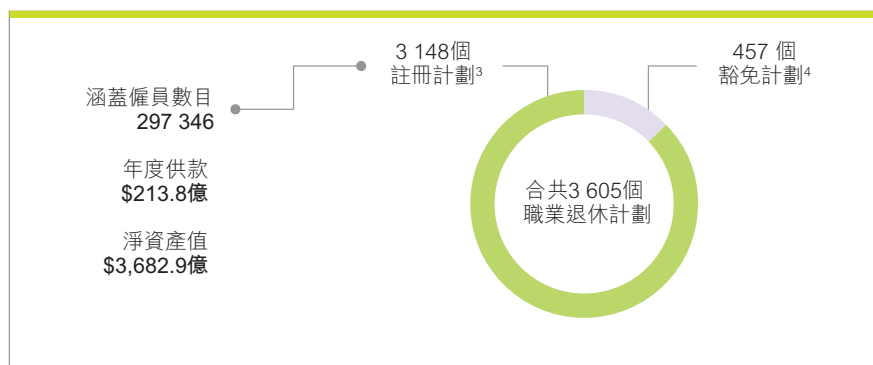 3 148個
註冊計劃³
457 個
豁免計劃⁴
涵蓋僱員數目
297 346
年度供款
$213.8億
淨資產值
$3,682.9億
合共3 605個
職業退休計劃